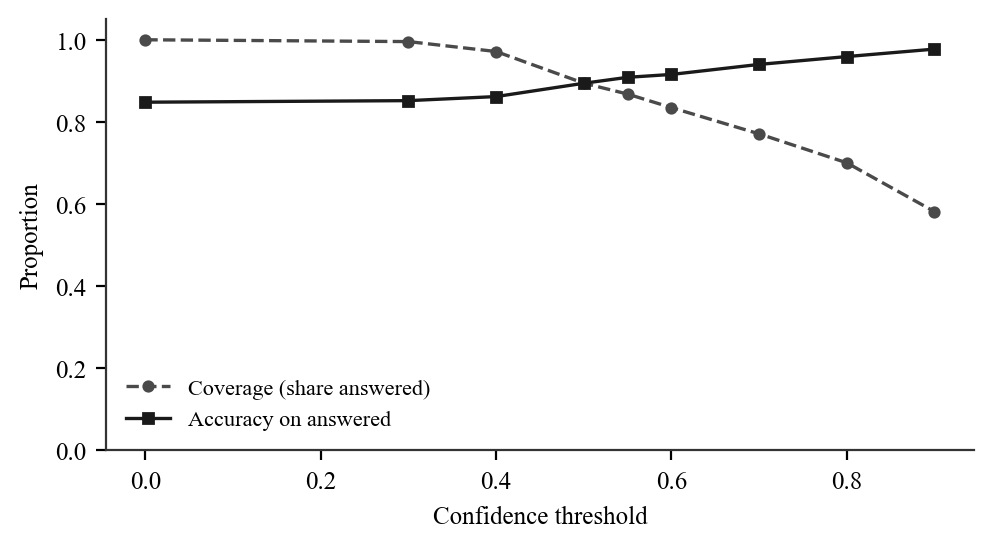 1.0
0.8
0.6
0.4
0.2
0.0
Proportion
Coverage (share answered)
Accuracy on answered
0.0 0.2 0.4 0.6 0.8
Confidence threshold